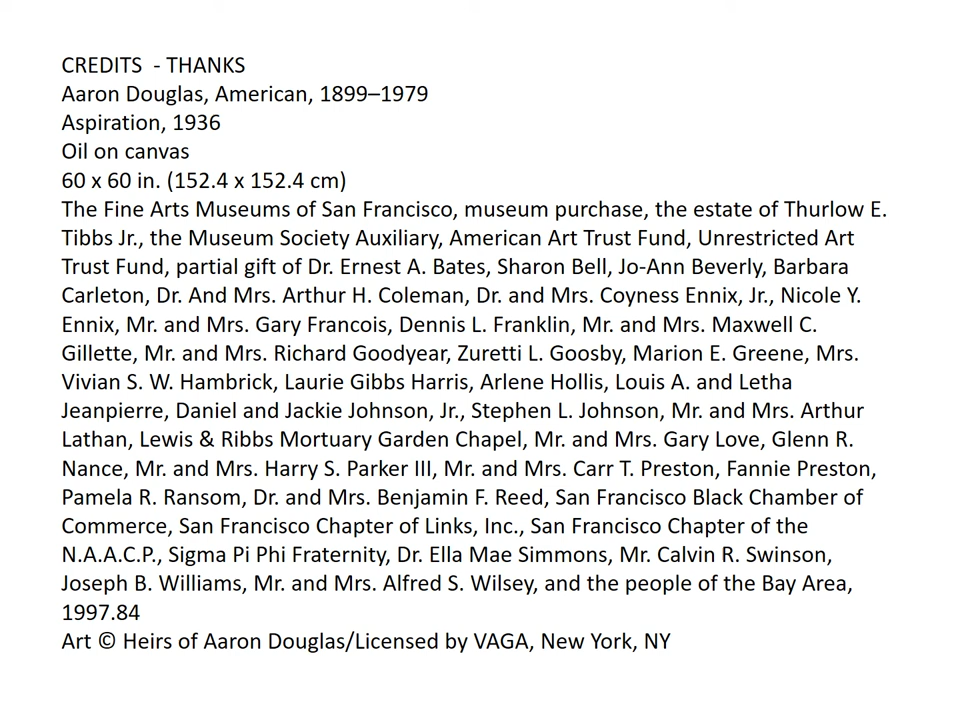 CREDITS  - THANKS
Aaron Douglas, American, 1899–1979
Aspiration, 1936
Oil on canvas
60 x 60 in. (152.4 x 152.4 cm)
The Fine Arts Museums of San Francisco, museum purchase, the estate of Thurlow E.
Tibbs Jr., the Museum Society Auxiliary, American Art Trust Fund, Unrestricted Art
Trust Fund, partial gift of Dr. Ernest A. Bates, Sharon Bell, Jo-Ann Beverly, Barbara
Carleton, Dr. And Mrs. Arthur H. Coleman, Dr. and Mrs. Coyness Ennix, Jr., Nicole Y.
Ennix, Mr. and Mrs. Gary Francois, Dennis L. Franklin, Mr. and Mrs. Maxwell C.
Gillette, Mr. and Mrs. Richard Goodyear, Zuretti L. Goosby, Marion E. Greene, Mrs.
Vivian S. W. Hambrick, Laurie Gibbs Harris, Arlene Hollis, Louis A. and Letha
Jeanpierre, Daniel and Jackie Johnson, Jr., Stephen L. Johnson, Mr. and Mrs. Arthur
Lathan, Lewis & Ribbs Mortuary Garden Chapel, Mr. and Mrs. Gary Love, Glenn R.
Nance, Mr. and Mrs. Harry S. Parker III, Mr. and Mrs. Carr T. Preston, Fannie Preston,
Pamela R. Ransom, Dr. and Mrs. Benjamin F. Reed, San Francisco Black Chamber of
Commerce, San Francisco Chapter of Links, Inc., San Francisco Chapter of the
N.A.A.C.P., Sigma Pi Phi Fraternity, Dr. Ella Mae Simmons, Mr. Calvin R. Swinson,
Joseph B. Williams, Mr. and Mrs. Alfred S. Wilsey, and the people of the Bay Area,
1997.84
Art © Heirs of Aaron Douglas/Licensed by VAGA, New York, NY